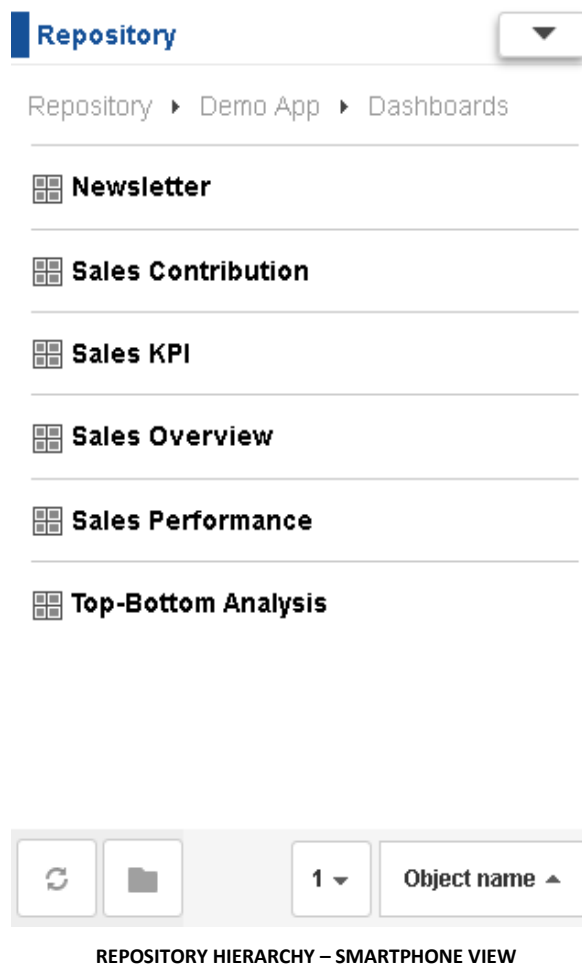 Repository
Repository Demo App Dashboards
Newsletter
Sales Contribution
Sales KPI
Sales Overview
Sales Performance
Top-Bottom Analysis
1 Object name
REPOSITORY HIERARCHY – SMARTPHONE VIEW